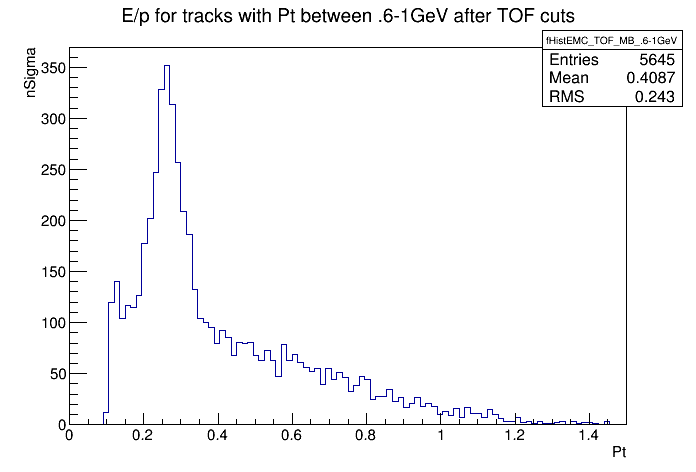 E/p for tracks with Pt between .6-1GeV after TOF cuts
fHistEMC_TOF_MB_.6-1GeV
Entries 5645
Mean 0.4087
RMS 0.243
nSigma
350
300
250
200
150
100
50
0
0 0.2 0.4 0.6 0.8 1 1.2 1.4
Pt